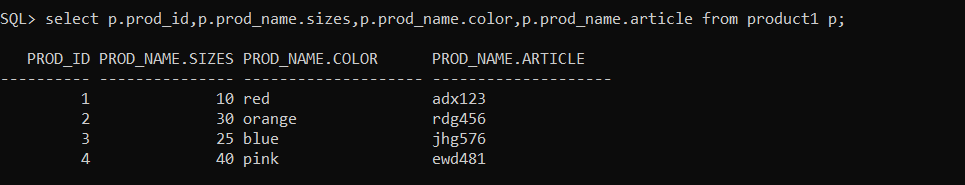 SQL> select p.prod_id,p.prod_name.sizes,p.prod_name.color,p.prod_name.article from product1 p;
PROD_ID PROD_NAME.SIZES PROD_NAME.COLOR PROD_NAME.ARTICLE
---------- --------------- -------------------- --------------------
1 10 red adx123
2 30 orange rdg456
3 25 blue jhg576
4 40 pink ewd481